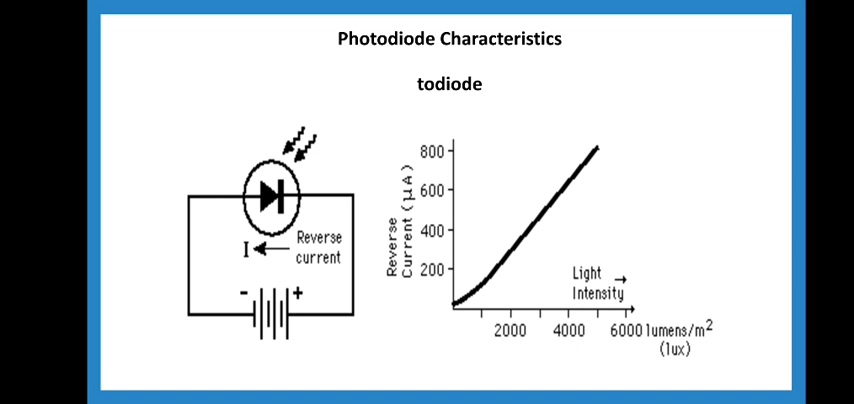 Photodiode Characteristics
todiode
Reverse
Current (μA)
800
600
400
200
I
Reverse
current
-
+
Light →
Intensity
2000
4000
6000 lumens/m²
(lux)